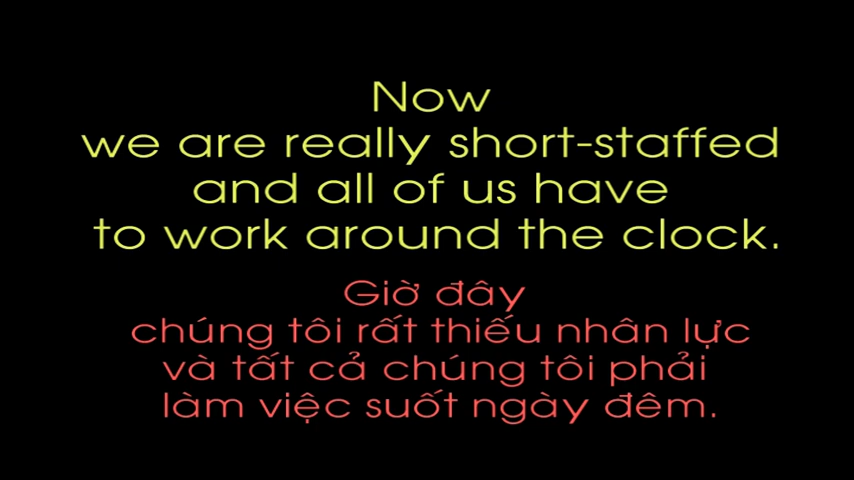 Now
we are really short-staffed
and all of us have
to work around the clock.
Giờ đây
chúng tôi rất thiếu nhân lực
và tất cả chúng tôi phải
làm việc suốt ngày đêm.